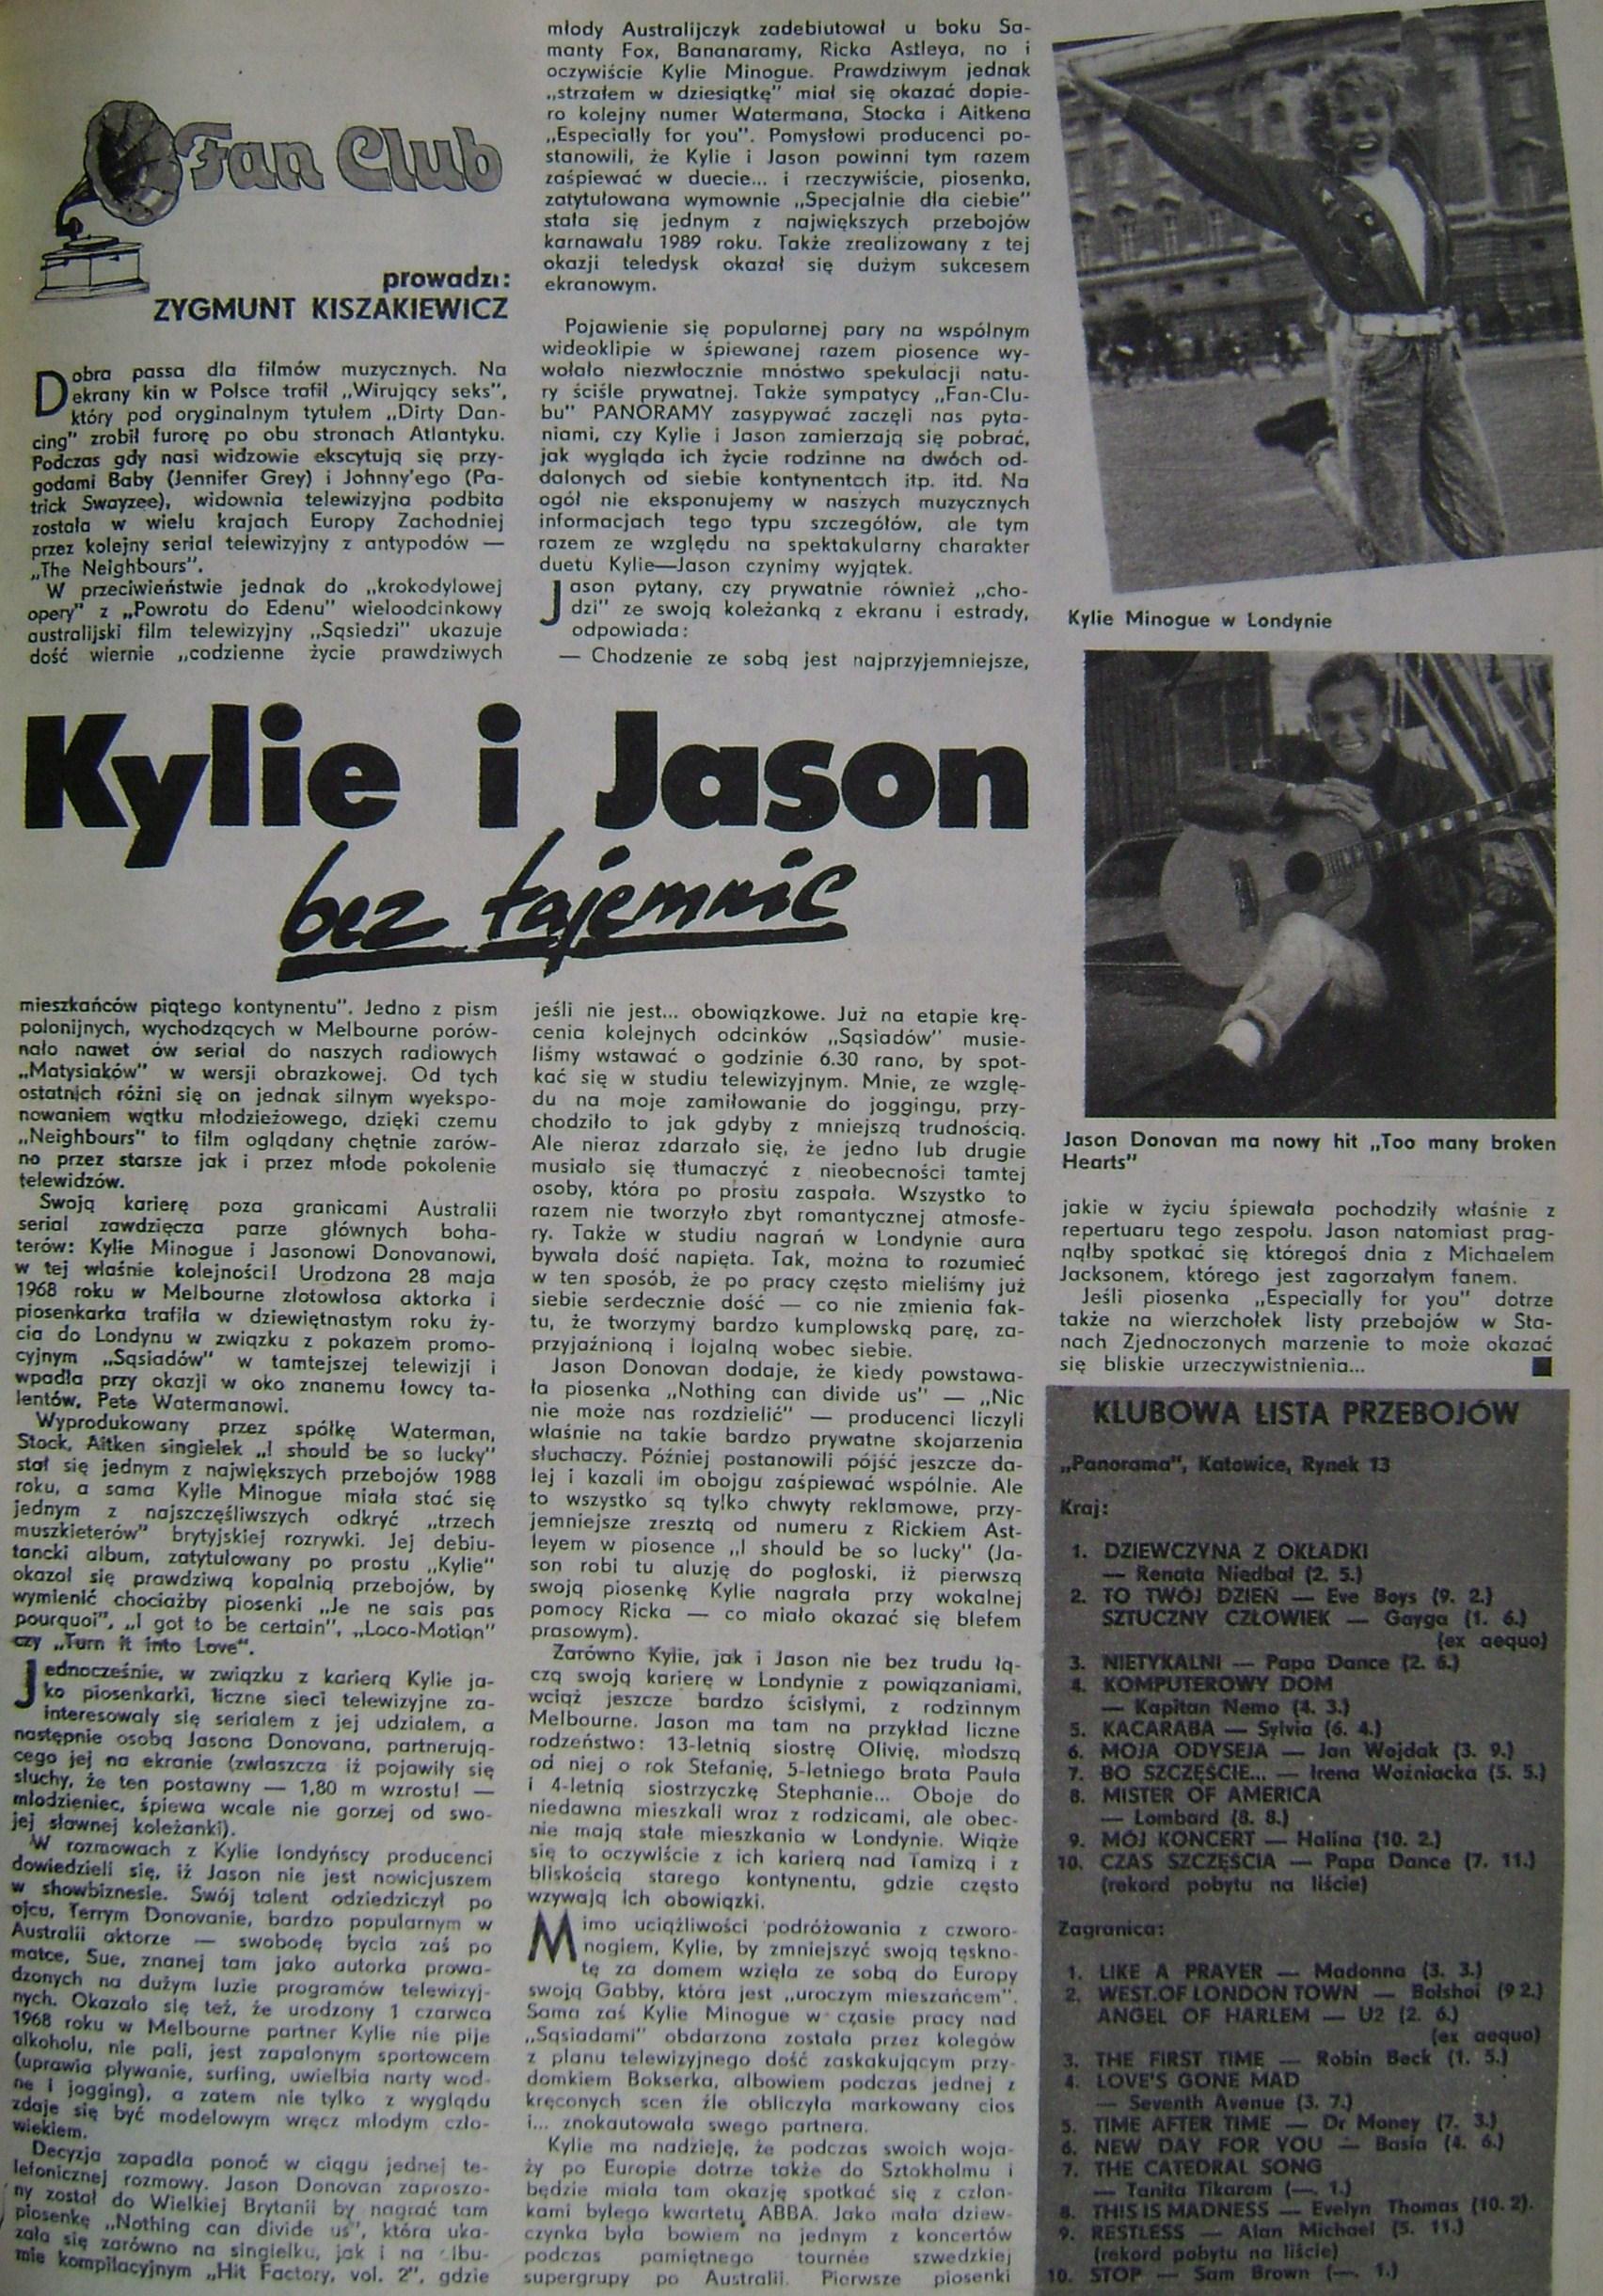 Fan Club
prowadzi:
ZYGMUNT KISZAKIEWICZ
Dobra passa dla filmów muzycznych. Na
ekrany kin w Polsce trafił „Wirujący seks",
który pod oryginalnym tytułem „Dirty Dan-
cing" zrobił furorę po obu stronach Atlantyku.
Podczas gdy nasi widzowie ekscytują się przy-
godami Baby (Jennifer Grey) i Johnny'ego (Pa-
trick Swayzee), widownia telewizyjna podbita
została w wielu krajach Europy Zachodniej
przez kolejny serial telewizyjny z antypodów —
„The Neighbours".
W przeciwieństwie jednak do „krokodylowej
opery" z „Powrotu do Edenu" wieloodcinkowy
australijski film telewizyjny „Sąsiedzi" ukazuje
dość wiernie „codzienne życie prawdziwych
Kylie i Jason
bez tajemnic
mieszkańców piątego kontynentu". Jedno z pism
polonijnych, wychodzących w Melbourne porów-
nało nawet ów serial do naszych radiowych
„Matysiaków" w wersji obrazkowej. Od tych
ostatnich różni się on jednak silnym wyekspo-
nowaniem wątku młodzieżowego, dzięki czemu
„Neighbours" to film oglądany chętnie zarów-
no przez starsze jak i przez młode pokolenie
telewidzów.
Swoją karierę poza granicami Australii
serial zawdzięcza parze głównych boha-
terów: Kylie Minogue i Jasonowi Donovanowi,
w tej właśnie kolejności! Urodzona 28 maja
1968 roku w Melbourne złotowłosa aktorka i
piosenkarka trafiła w dziewiętnastym roku ży-
cia do Londynu w związku z pokazem promo-
cyjnym „Sąsiadów" w tamtejszej telewizji i
wpadła przy okazji w oko znanemu łowcy ta-
lentów, Pete Watermanowi.
Wyprodukowany przez spółkę Waterman,
Stock, Aitken singielek „I should be so lucky"
stał się jednym z największych przebojów 1988
roku, a sama Kylie Minogue miała stać się
jednym z najszczęśliwszych odkryć „trzech
muszkieterów" brytyjskiej rozrywki. Jej debiu-
tancki album, zatytułowany po prostu „Kylie"
okazał się prawdziwą kopalnią przebojów, by
wymienić chociażby piosenki „Je ne sais pas
pourquoi", „I got to be certain", „Loco-Motion"
czy „Turn it into Love".
Jednocześnie, w związku z karierą Kylie ja-
ko piosenkarki, liczne sieci telewizyjne za-
interesowały się serialem z jej udziałem, a
następnie osobą Jasona Donovana, partnerują-
cego jej na ekranie (zwłaszcza iż pojawiły się
słuchy, że ten postawny — 1,80 m wzrostu! —
młodzieniec, śpiewa wcale nie gorzej od swo-
jej sławnej koleżanki).
W rozmowach z Kylie londyńscy producenci
dowiedzieli się, iż Jason nie jest nowicjuszem
w showbiznesie. Swój talent odziedziczył po
ojcu, Terrym Donovanie, bardzo popularnym w
Australii aktorze — swobodę bycia zaś po
matce, Sue, znanej tam jako autorka prowa-
dzonych na dużym luzie programów telewizyj-
nych. Okazało się też, że urodzony 1 czerwca
1968 roku w Melbourne partner Kylie nie pije
alkoholu, nie pali, jest zapalonym sportowcem
(uprawia pływanie, surfing, uwielbia narty wod-
ne i jogging), a zatem nie tylko z wyglądu
zdaje się być modelowym wręcz młodym czło-
wiekiem.
Decyzja zapadła ponoć w ciągu jednej te-
lefonicznej rozmowy. Jason Donovan zaproszo-
ny został do Wielkiej Brytanii by nagrać tam
piosenkę „Nothing can divide us", która uka-
zała się zarówno na singielku, jak i na albu-
mie kompilacyjnym „Hit Factory, vol. 2", gdzie
młody Australijczyk zadebiutował u boku Sa-
manty Fox, Bananaramy, Ricka Astleya, no i
oczywiście Kylie Minogue. Prawdziwym jednak
„strzałem w dziesiątkę" miał się okazać dopie-
ro kolejny numer Watermana, Stocka i Aitkena
„Especially for you". Pomysłowi producenci po-
stanowili, że Kylie i Jason powinni tym razem
zaśpiewać w duecie... i rzeczywiście, piosenka,
zatytułowana wymownie „Specjalnie dla ciebie"
stała się jednym z największych przebojów
karnawału 1989 roku. Także zrealizowany z tej
okazji teledysk okazał się dużym sukcesem
ekranowym.
Pojawienie się popularnej pary na wspólnym
wideoklipie w śpiewanej razem piosence wy-
wołało niezwłocznie mnóstwo spekulacji natu-
ry ściśle prywatnej. Także sympatycy „Fan-Clu-
bu" PANORAMY zasypywać zaczęli nas pyta-
niami, czy Kylie i Jason zamierzają się pobrać,
jak wygląda ich życie rodzinne na dwóch od-
dalonych od siebie kontynentach itp. itd. Na
ogół nie eksponujemy w naszych muzycznych
informacjach tego typu szczegółów, ale tym
razem ze względu na spektakularny charakter
duetu Kylie—Jason czynimy wyjątek.
Jason pytany, czy prywatnie również „cho-
dzi" ze swoją koleżanką z ekranu i estrady,
odpowiada:
— Chodzenie ze sobą jest najprzyjemniejsze,
jeśli nie jest... obowiązkowe. Już na etapie krę-
cenia kolejnych odcinków „Sąsiadów" musie-
liśmy wstawać o godzinie 6.30 rano, by spot-
kać się w studiu telewizyjnym. Mnie, ze wzglę-
du na moje zamiłowanie do joggingu, przy-
chodziło to jak gdyby z mniejszą trudnością.
Ale nieraz zdarzało się, że jedno lub drugie
musiało się tłumaczyć z nieobecności tamtej
osoby, która po prostu zaspała. Wszystko to
razem nie tworzyło zbyt romantycznej atmosfe-
ry. Także w studiu nagrań w Londynie aura
bywała dość napięta. Tak, można to rozumieć
w ten sposób, że po pracy często mieliśmy już
siebie serdecznie dość — co nie zmienia fak-
tu, że tworzymy bardzo kumplowską parę, za-
przyjaźnioną i lojalną wobec siebie.
Jason Donovan dodaje, że kiedy powstawa-
ła piosenka „Nothing can divide us" — „Nic
nie może nas rozdzielić" — producenci liczyli
właśnie na takie bardzo prywatne skojarzenia
słuchaczy. Później postanowili pójść jeszcze da-
lej i kazali im obojgu zaśpiewać wspólnie. Ale
to wszystko są tylko chwyty reklamowe, przy-
jemniejsze zresztą od numeru z Rickiem Ast-
leyem w piosence „I should be so lucky" (Ja-
son robi tu aluzję do pogłoski, iż pierwszą
swoją piosenkę Kylie nagrała przy wokalnej
pomocy Ricka — co miało okazać się blefem
prasowym).
Zarówno Kylie, jak i Jason nie bez trudu łą-
czą swoją karierę w Londynie z powiązaniami,
wciąż jeszcze bardzo ścisłymi, z rodzinnym
Melbourne. Jason ma tam na przykład liczne
rodzeństwo: 13-letnią siostrę Olivię, młodszą
od niej o rok Stefanię, 5-letniego brata Paula
i 4-letnią siostrzyczkę Stephanie... Oboje do
niedawna mieszkali wraz z rodzicami, ale obec-
nie mają stałe mieszkania w Londynie. Wiąże
się to oczywiście z ich karierą nad Tamizą i z
bliskością starego kontynentu, gdzie często
wzywają ich obowiązki.
Mimo uciążliwości podróżowania z czworo-
nogiem, Kylie, by zmniejszyć swoją tęskno-
tę za domem wzięła ze sobą do Europy
swoją Gabby, która jest „uroczym mieszańcem".
Sama zaś Kylie Minogue w czasie pracy nad
„Sąsiadami" obdarzona została przez kolegów
z planu telewizyjnego dość zaskakującym przy-
domkiem Bokserka, albowiem podczas jednej z
kręconych scen źle obliczyła markowany cios
i... znokautowała swego partnera.
Kylie ma nadzieję, że podczas swoich woja-
ży po Europie dotrze także do Sztokholmu i
będzie miała tam okazję spotkać się z człon-
kami byłego kwartetu ABBA. Jako mała dziew-
czynka była bowiem na jednym z koncertów
podczas pamiętnego tournée szwedzkiej
supergrupy po Australii. Pierwsze piosenki
Kylie Minogue w Londynie
Jason Donovan ma nowy hit „Too many broken
Hearts"
jakie w życiu śpiewała pochodziły właśnie z
repertuaru tego zespołu. Jason natomiast prag-
nąłby spotkać się któregoś dnia z Michaelem
Jacksonem, którego jest zagorzałym fanem.
Jeśli piosenka „Especially for you" dotrze
także na wierzchołek listy przebojów w Sta-
nach Zjednoczonych marzenie to może okazać
się bliskie urzeczywistnienia...
KLUBOWA LISTA PRZEBOJÓW
„Panorama", Katowice, Rynek 13
Kraj:
1. DZIEWCZYNA Z OKŁADKI
— Renata Niędbał (2. 5.)
2. TO TWÓJ DZIEŃ — Eve Boys (9. 2.)
SZTUCZNY CZŁOWIEK — Gayga (1. 6.)
(ex aequo)
3. NIETYKALNI — Papa Dance (2. 6.)
4. KOMPUTEROWY DOM
— Kapitan Nemo (4. 3.)
5. KACARABA — Sylvia (6. 4.)
6. MOJA ODYSEJA — Jan Wojdak (3. 9.)
7. BO SZCZĘŚCIE... — Irena Woźniacka (5. 5.)
8. MISTER OF AMERICA
— Lombard (8. 8.)
9. MÓJ KONCERT — Halina (10. 2.)
10. CZAS SZCZĘŚCIA — Papa Dance (7. 11.)
(rekord pobytu na liście)
Zagranica:
1. LIKE A PRAYER — Madonna (3. 3.)
2. WEST.OF LONDON TOWN — Bolshoi (9 2.)
ANGEL OF HARLEM — U2 (2. 6.)
(ex aequo)
3. THE FIRST TIME — Robin Beck (1. 5.)
4. LOVE'S GONE MAD
— Seventh Avenue (3. 7.)
5. TIME AFTER TIME — Dr Money (7. 3.)
6. NEW DAY FOR YOU — Basia (4. 6.)
7. THE CATEDRAL SONG
— Tanita Tikaram (—. 1.)
8. THIS IS MADNESS — Evelyn Thomas (10. 2).
9. RESTLESS — Alan Michael (5. 11.)
(rekord pobytu na liście)
10. STOP — Sam Brown (—. 1.)